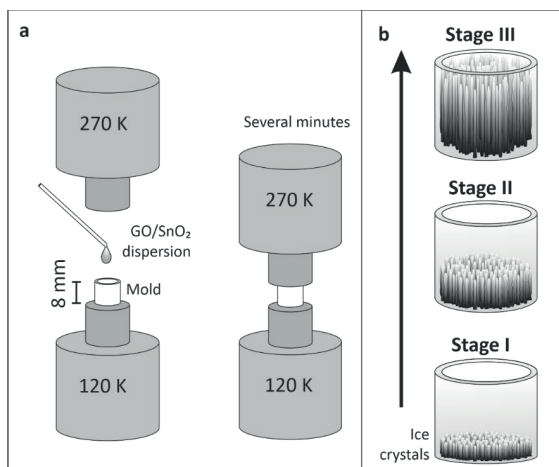 a
270 K
GO/SnO₂
dispersion
8 mm
Mold
120 K
Several minutes
270 K
120 K
b
Stage III
Stage II
Stage I
Ice
crystals